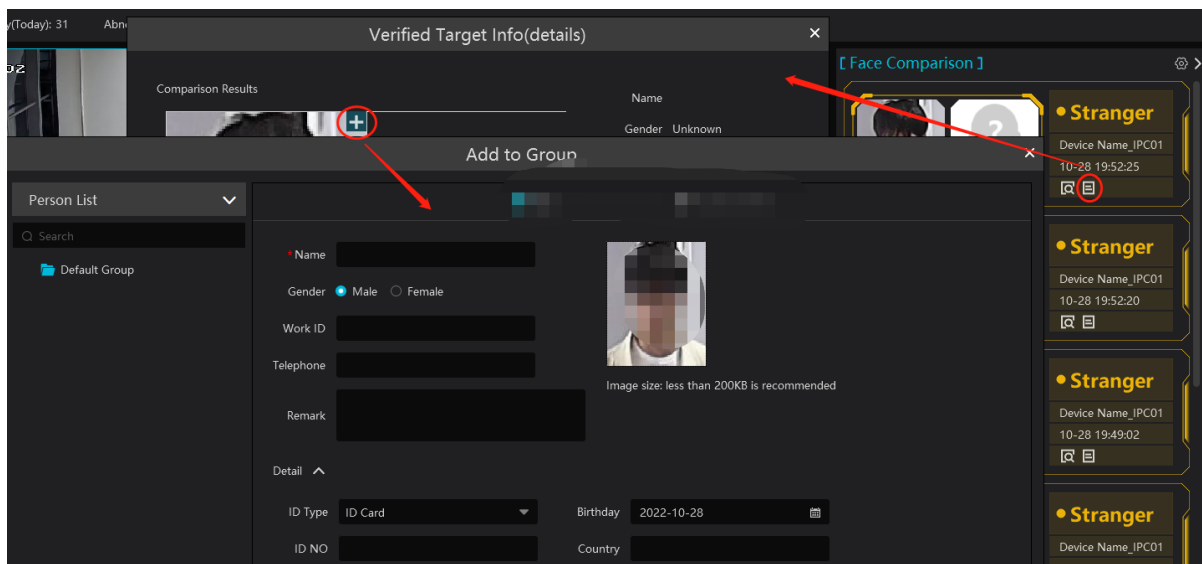 y(Today): 31
Abn
Verified Target Info(details)
[ Face Comparison ]
Comparison Results
Name
Gender Unknown
Stranger
Device Name_IPC01
10-28 19:52:25
Add to Group
Person List
Search
Default Group
* Name
Gender Male Female
Work ID
Telephone
Remark
Image size: less than 200KB is recommended
Detail
ID Type ID Card
Birthday 2022-10-28
ID NO
Country
Stranger
Device Name_IPC01
10-28 19:52:20
Stranger
Device Name_IPC01
10-28 19:49:02
Stranger
Device Name_IPC01